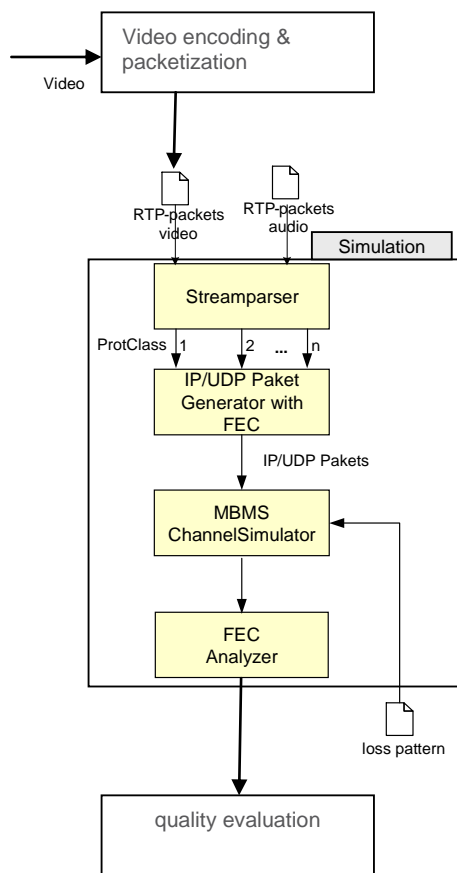 Video encoding &
packetization
Video
RTP-packets
video
RTP-packets
audio
Simulation
Streamparser
ProtClass 1 2 ... n
IP/UDP Paket
Generator with
FEC
IP/UDP Pakets
MBMS
ChannelSimulator
FEC
Analyzer
loss pattern
quality evaluation